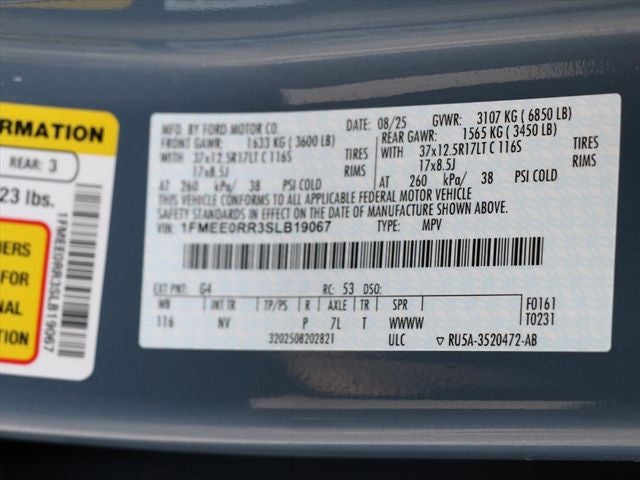 ORMATION
REAR: 3
23 lbs.
IERS
FOR
NAL
TION
1FMEE0RR3SLB19067
MFD. BY FORD MOTOR CO.
DATE: 08/25 GVWR: 3107 KG ( 6850 LB)
FRONT GAWR: 1633 KG ( 3600 LB) REAR GAWR: 1565 KG ( 3450 LB)
WITH 37x12.5R17LT C 116S TIRES WITH 37x12.5R17LT C 116S TIRES
17x8.5J RIMS 17x8.5J RIMS
AT 260 kPa/ 38 PSI COLD AT 260 kPa/ 38 PSI COLD
THIS VEHICLE CONFORMS TO ALL APPLICABLE FEDERAL MOTOR VEHICLE
SAFETY STANDARDS IN EFFECT ON THE DATE OF MANUFACTURE SHOWN ABOVE.
VIN: 1FMEE0RR3SLB19067 TYPE: MPV
EXT PNT: G4 RC: 53 DSO:
WB INT TR TP/PS R AXLE TR SPR F0161
116 NV P 7L T WWWW T0231
3202508202821 ULC ▽ RU5A-3520472-AB